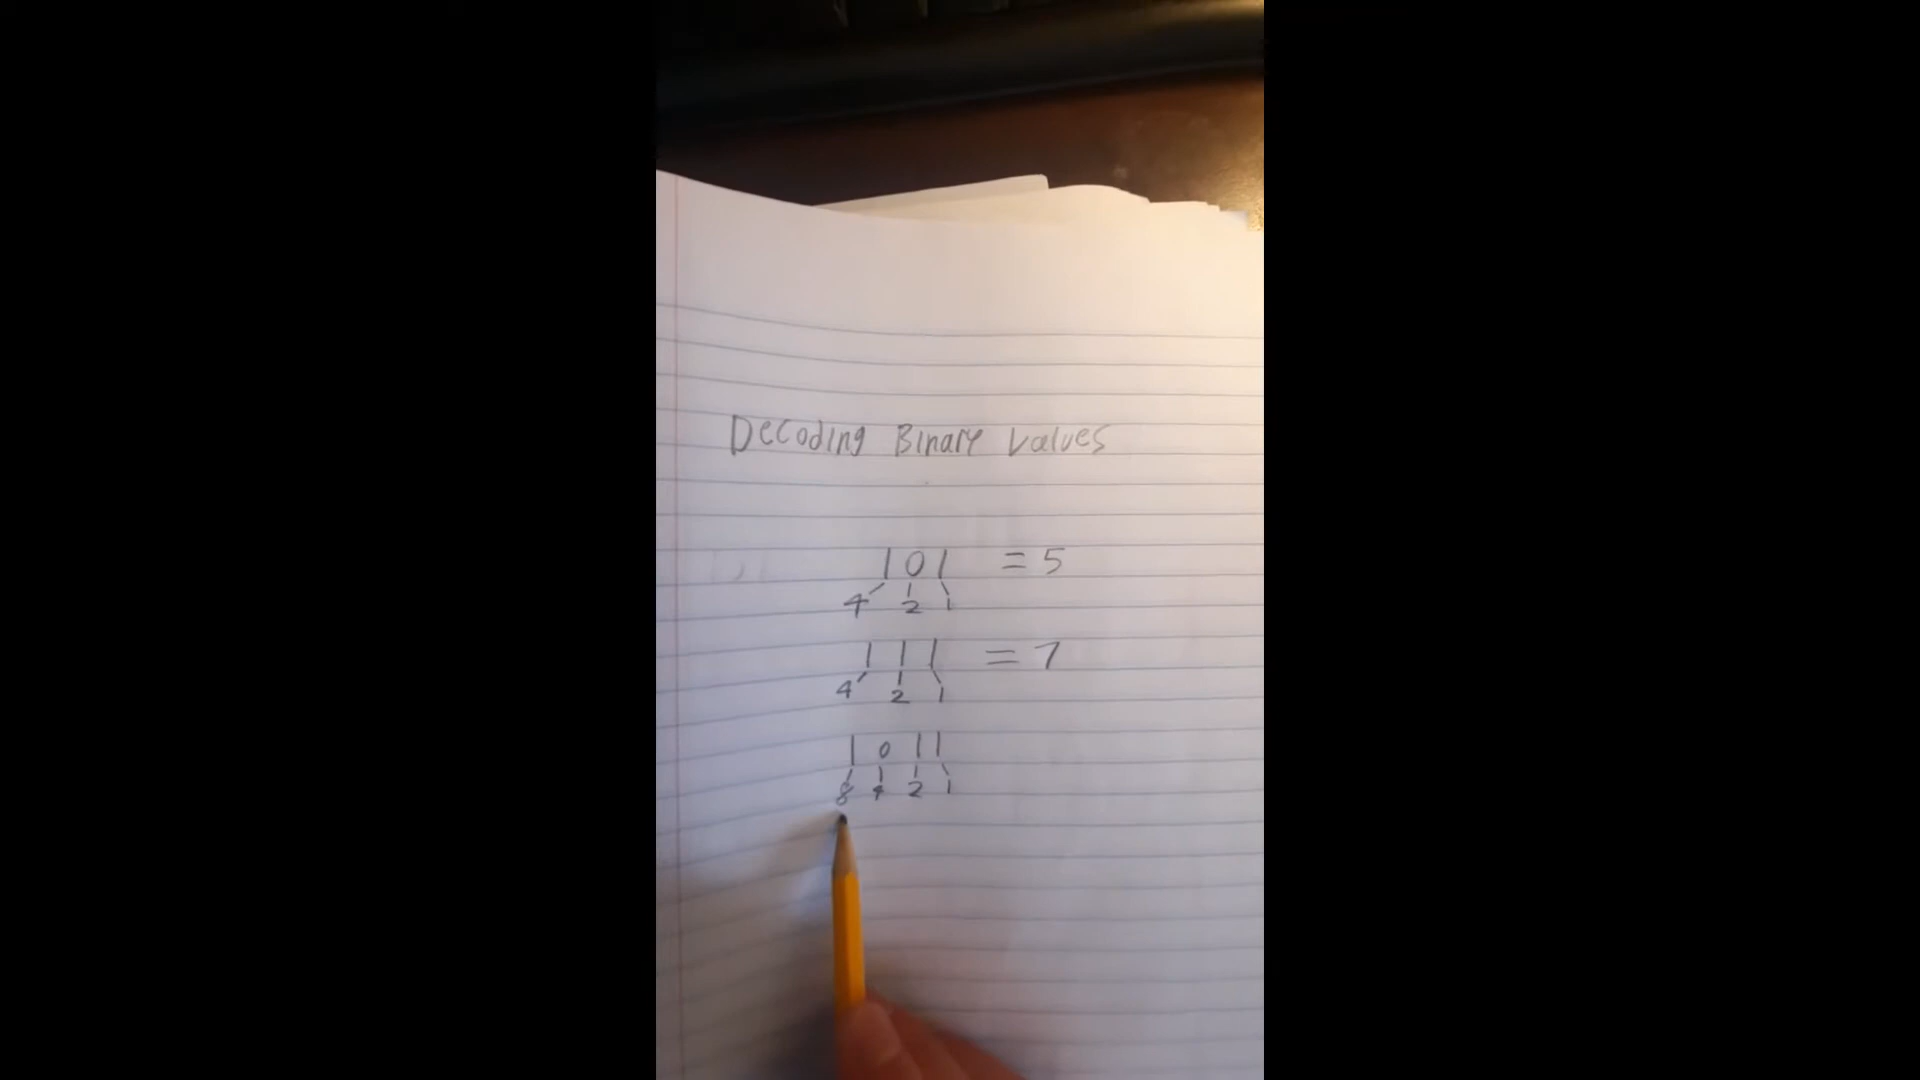 Decoding Binary Values
101 = 5
4 2 1
111 = 7
4 2 1
1011
8 4 2 1